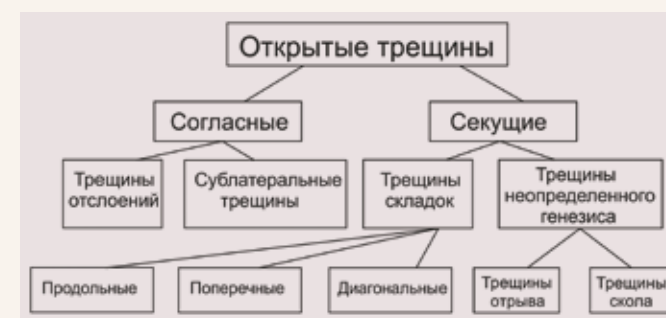 Открытые трещины
Согласные
Секущие
Трещины
отслоений
Сублатеральные
трещины
Трещины
складок
Трещины
неопределенного
генезиса
Продольные
Поперечные
Диагональные
Трещины
отрыва
Трещины
скола